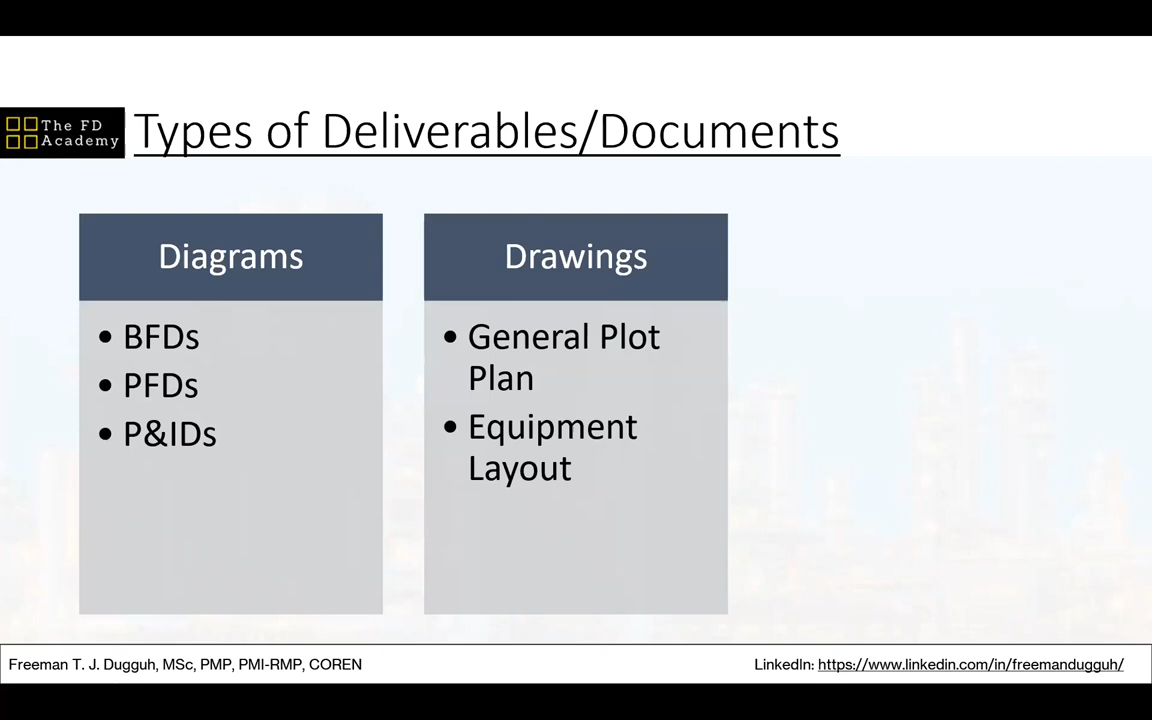 The FD
Academy
Types of Deliverables/Documents
Diagrams
• BFDs
• PFDs
• P&IDs
Drawings
• General Plot
Plan
• Equipment
Layout
Freeman T. J. Dugguh, MSc, PMP, PMI-RMP, COREN
LinkedIn: https://www.linkedin.com/in/freemandugguh/